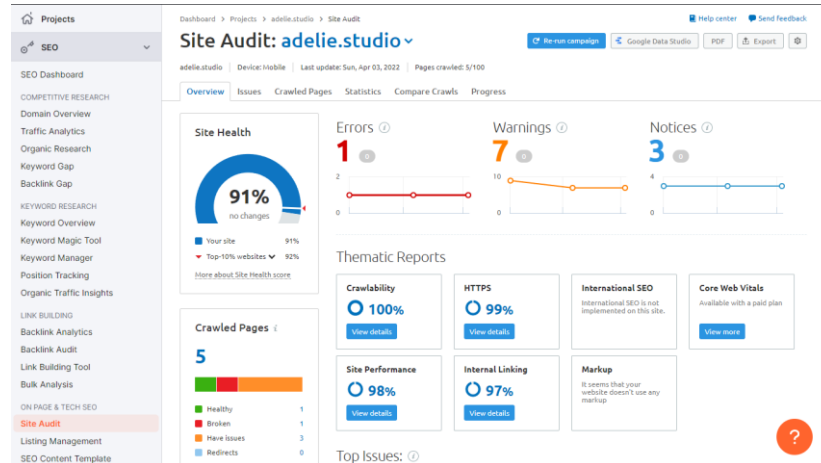 Projects
SEO
SEO Dashboard
COMPETITIVE RESEARCH
Domain Overview
Traffic Analytics
Organic Research
Keyword Gap
Backlink Gap
KEYWORD RESEARCH
Keyword Overview
Keyword Magic Tool
Keyword Manager
Position Tracking
Organic Traffic Insights
LINK BUILDING
Backlink Analytics
Backlink Audit
Link Building Tool
Bulk Analysis
ON PAGE & TECH SEO
Site Audit
Listing Management
SEO Content Template
Dashboard > Projects > adelie.studio > Site Audit
Help center Send feedback
Site Audit: adelie.studio
Re-run campaign Google Data Studio PDF Export
adelie.studio Device: Mobile Last update: Sun, Apr 03, 2022 Pages crawled: 5/100
Overview Issues Crawled Pages Statistics Compare Crawls Progress
Site Health
91%
no changes
Your site 91%
Top-10% websites 92%
More about Site Health score
Crawled Pages i
5
Healthy 1
Broken 1
Have issues 3
Redirects 0
Errors i
1 0
2
0
Warnings i
7 0
10
0
Notices i
3 0
4
0
Thematic Reports
Crawlability
100%
View details
HTTPS
99%
View details
International SEO
International SEO is not
implemented on this site.
Core Web Vitals
Available with a paid plan
View more
Site Performance
98%
View details
Internal Linking
97%
View details
Markup
It seems that your
website doesn't use any
markup
Top Issues: i
?